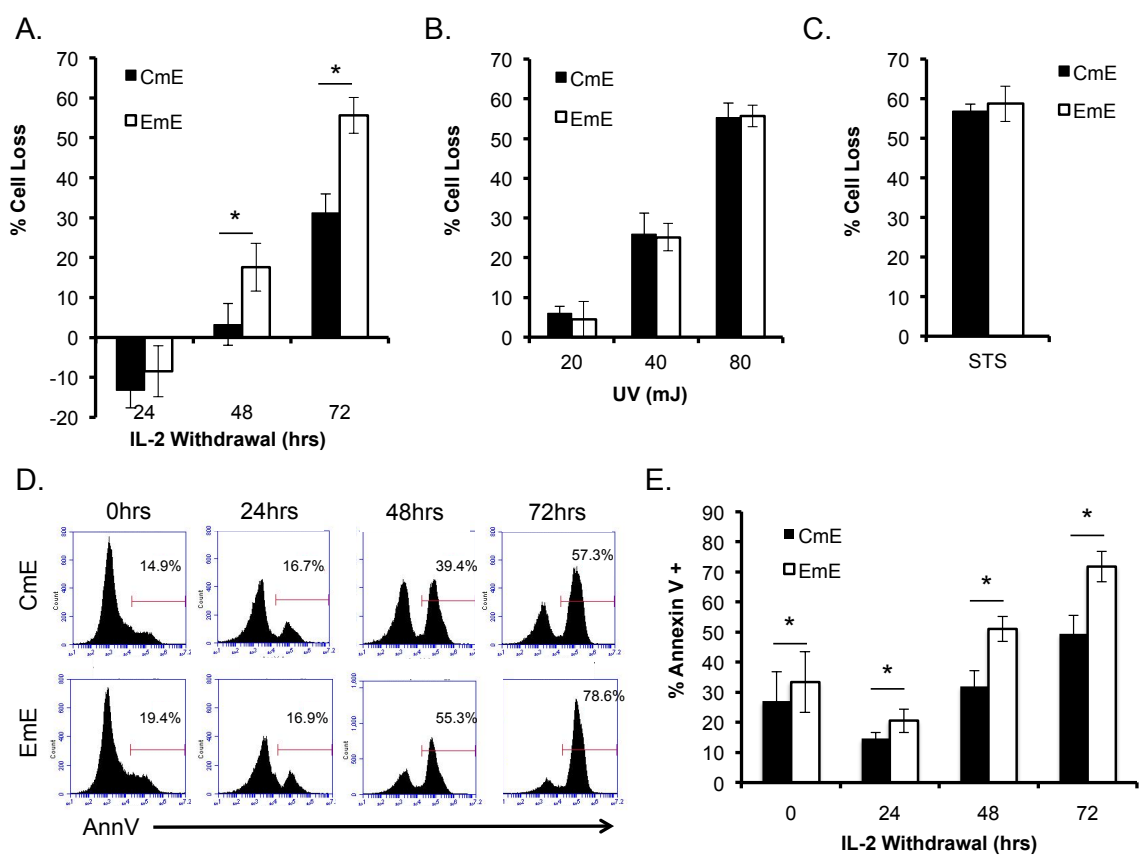 A.
70
60
50
40
30
20
10
0
-10
-20
% Cell Loss
CmE
EmE
*
*
24
48
72
IL-2 Withdrawal (hrs)
B.
70
60
50
40
30
20
10
0
% Cell Loss
CmE
EmE
20
40
80
UV (mJ)
C.
70
60
50
40
30
20
10
0
% Cell Loss
CmE
EmE
STS
D.
0hrs
24hrs
48hrs
72hrs
CmE
14.9%
16.7%
39.4%
57.3%
EmE
19.4%
16.9%
55.3%
78.6%
AnnV
E.
90
80
70
60
50
40
30
20
10
0
% Annexin V +
CmE
EmE
*
*
*
*
0
24
48
72
IL-2 Withdrawal (hrs)